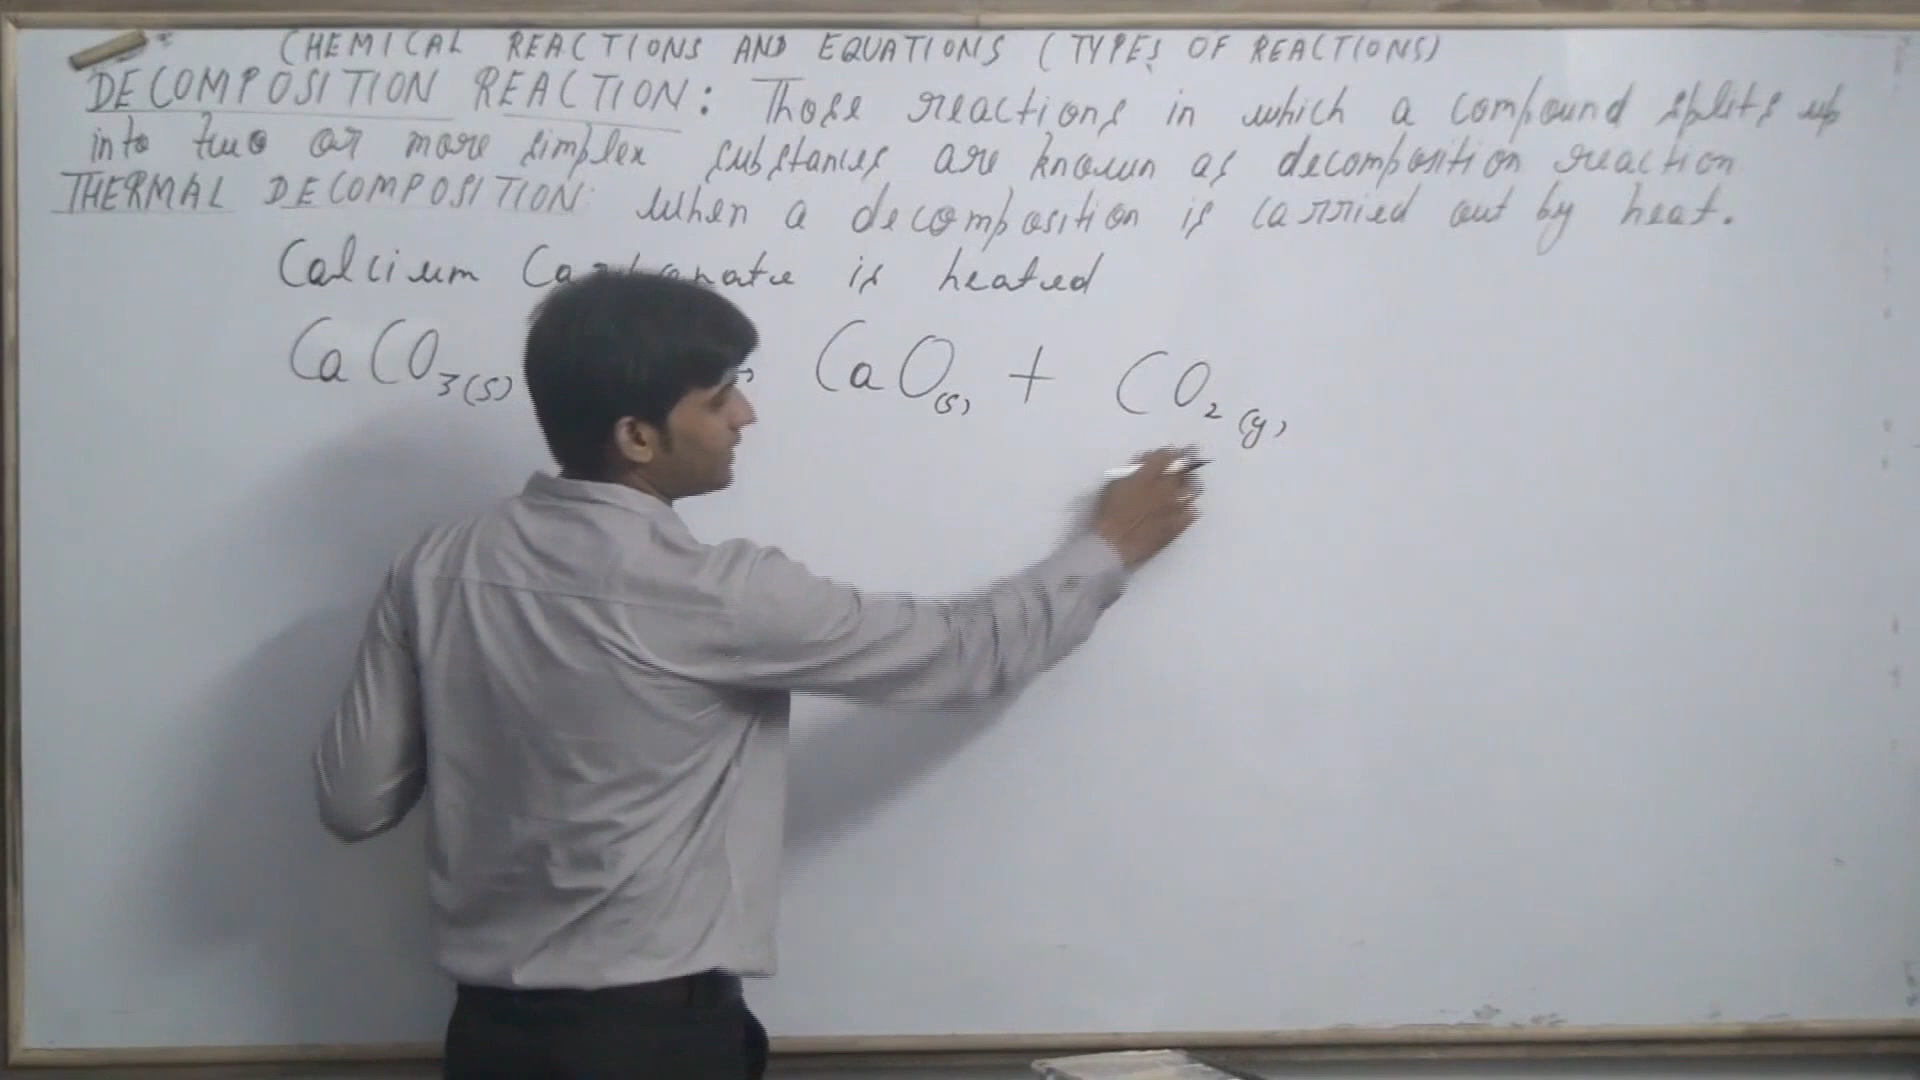 CHEMICAL REACTIONS AND EQUATIONS (TYPES OF REACTIONS)
DECOMPOSITION REACTION: Those reactions in which a compound splits up
into two or more simplex substances are known as decomposition reaction
THERMAL DECOMPOSITION: When a decomposition is carried out by heat.
Calcium Carbonate is heated
CaCO3(s) → CaO(s) + CO2(g)